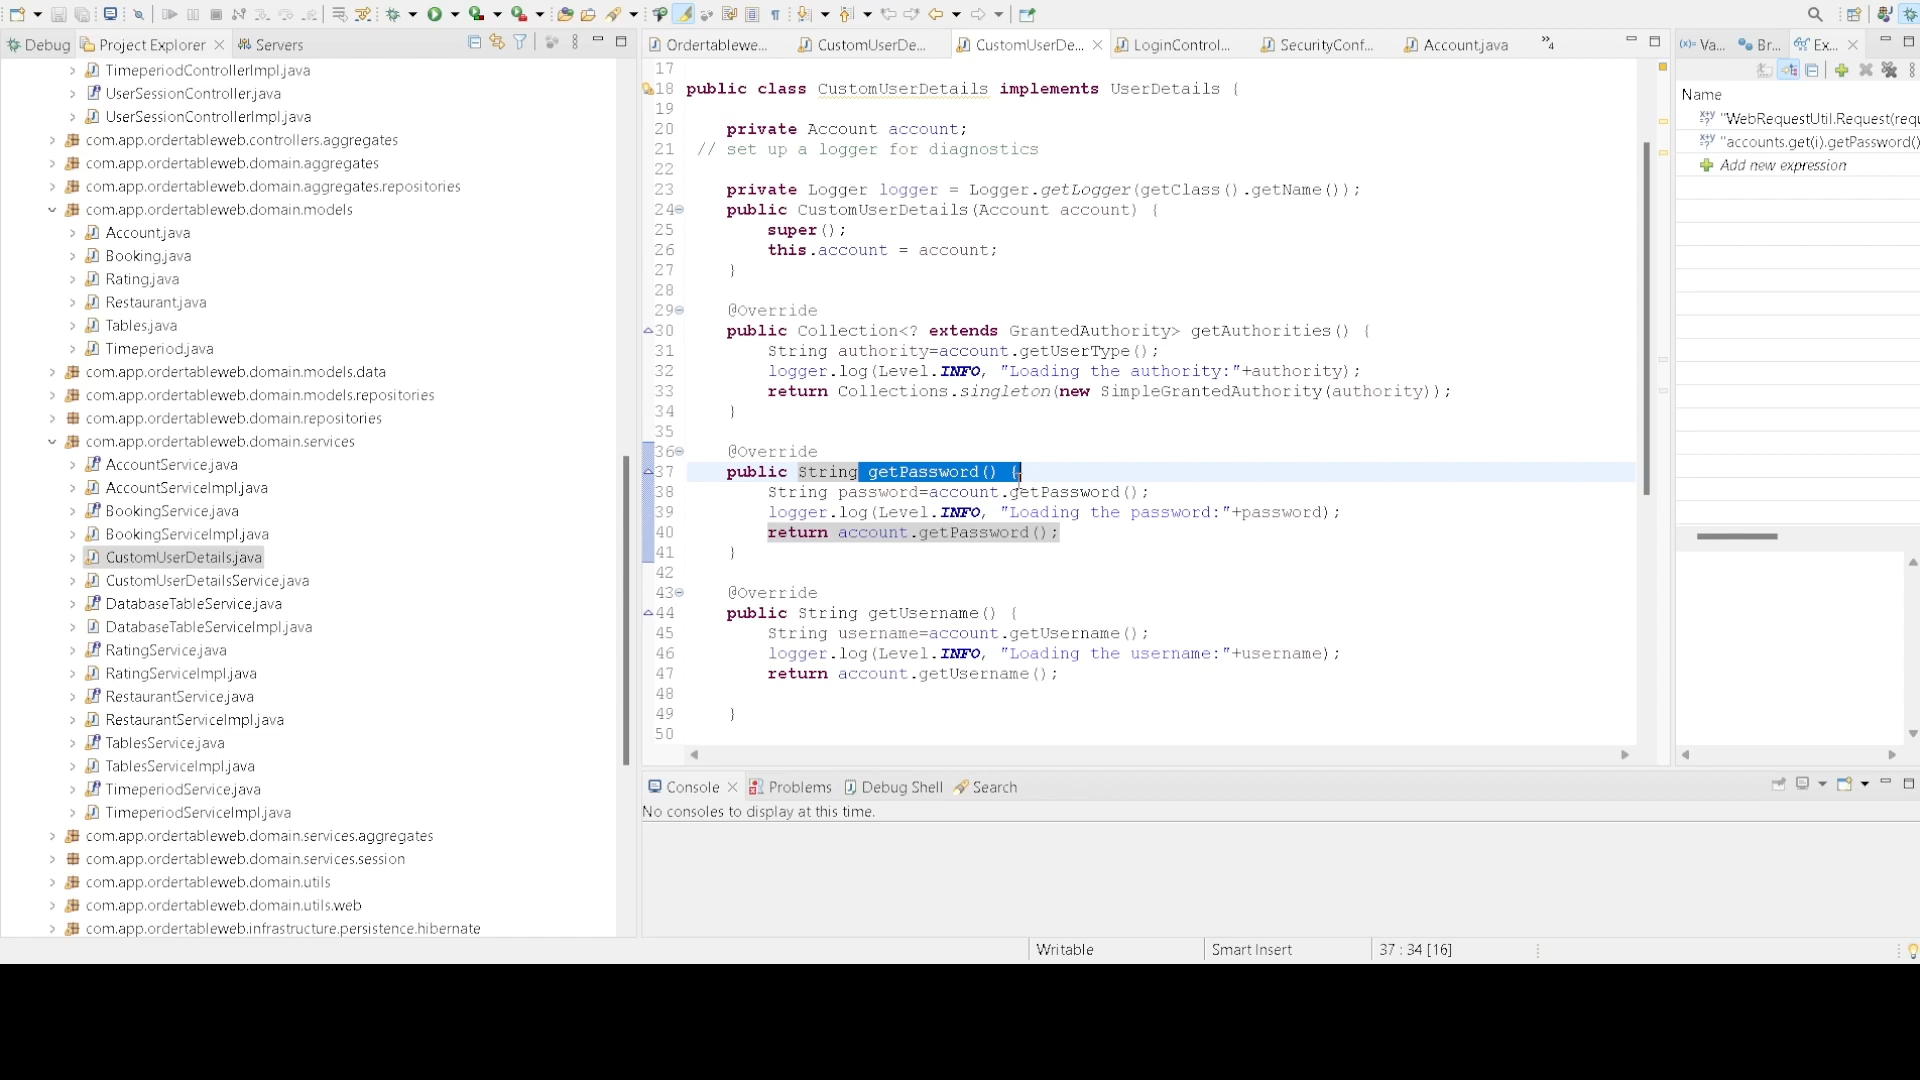 Debug
Project Explorer
Servers
TimeperiodControllerImpl.java
UserSessionController.java
UserSessionControllerImpl.java
com.app.ordertableweb.controllers.aggregates
com.app.ordertableweb.domain.aggregates
com.app.ordertableweb.domain.aggregates.repositories
com.app.ordertableweb.domain.models
Account.java
Booking.java
Rating.java
Restaurant.java
Tables.java
Timeperiod.java
com.app.ordertableweb.domain.models.data
com.app.ordertableweb.domain.models.repositories
com.app.ordertableweb.domain.repositories
com.app.ordertableweb.domain.services
AccountService.java
AccountServiceImpl.java
BookingService.java
BookingServiceImpl.java
CustomUserDetails.java
CustomUserDetailsService.java
DatabaseTableService.java
DatabaseTableServiceImpl.java
RatingService.java
RatingServiceImpl.java
RestaurantService.java
RestaurantServiceImpl.java
TablesService.java
TablesServiceImpl.java
TimeperiodService.java
TimeperiodServiceImpl.java
com.app.ordertableweb.domain.services.aggregates
com.app.ordertableweb.domain.services.session
com.app.ordertableweb.domain.utils
com.app.ordertableweb.domain.utils.web
com.app.ordertableweb.infrastructure.persistence.hibernate
Ordertablewe...
CustomUserDe...
CustomUserDe...
LoginControl...
SecurityConf...
Account.java
»4
17
18 public class CustomUserDetails implements UserDetails {
19
20 private Account account;
21 // set up a logger for diagnostics
22
23 private Logger logger = Logger.getLogger(getClass().getName());
24 public CustomUserDetails(Account account) {
25 super();
26 this.account = account;
27 }
28
29 @Override
30 public Collection<? extends GrantedAuthority> getAuthorities() {
31 String authority=account.getUserType();
32 logger.log(Level.INFO, "Loading the authority:"+authority);
33 return Collections.singleton(new SimpleGrantedAuthority(authority));
34 }
35
36 @Override
37 public String getPassword() {
38 String password=account.getPassword();
39 logger.log(Level.INFO, "Loading the password:"+password);
40 return account.getPassword();
41 }
42
43 @Override
44 public String getUsername() {
45 String username=account.getUsername();
46 logger.log(Level.INFO, "Loading the username:"+username);
47 return account.getUsername();
48
49 }
50
Console
Problems
Debug Shell
Search
No consoles to display at this time.
(x)= Va...
Br...
Ex...
Name
"WebRequestUtil.Request(requ
"accounts.get(i).getPassword()
Add new expression
Writable
Smart Insert
37 : 34 [16]